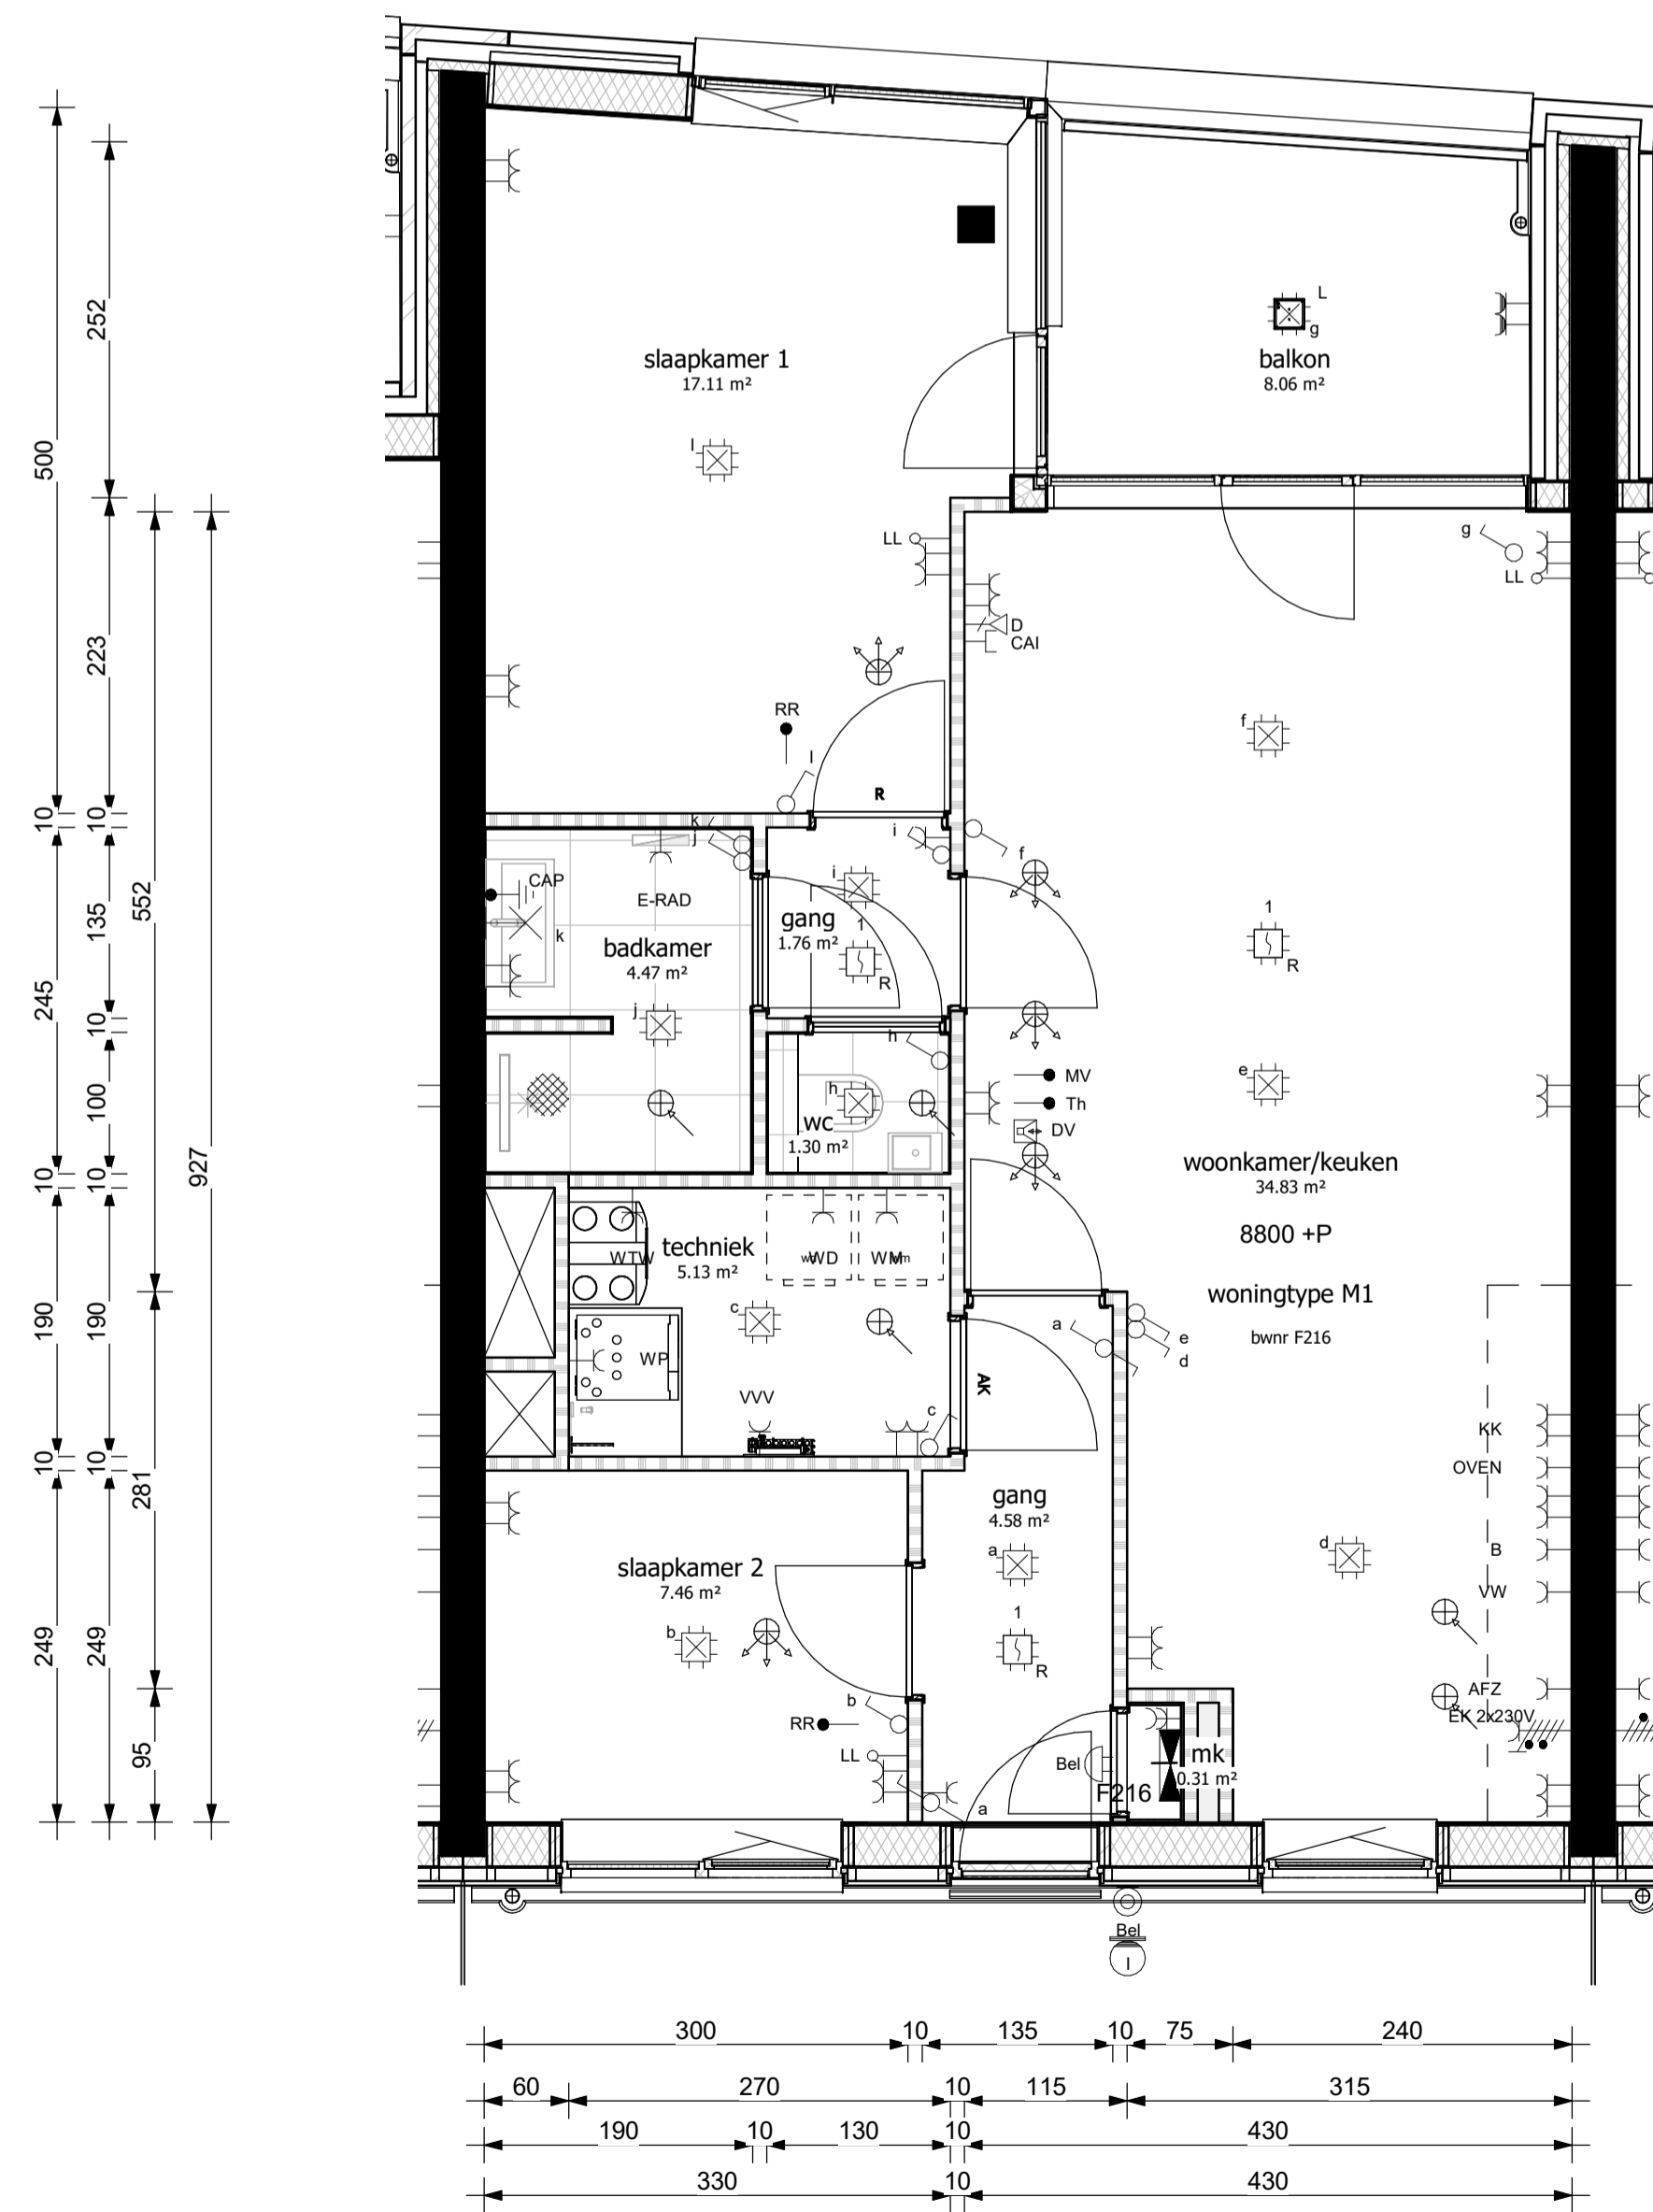 L
g
balkon
8.06 m²
slaapkamer 1
17.11 m²
l
LL
g
LL
D
CAI
RR
l
R
f
k
j
i
f
CAP
E-RAD
k
badkamer
4.47 m²
j
i
gang
1.76 m²
1
R
1
R
h
h
wc
1.30 m²
MV
Th
DV
e
woonkamer/keuken
34.83 m²
8800 +P
woningtype M1
bwnr F216
WTW
techniek
5.13 m²
WD
WM
c
WP
VVV
c
AK
a
e
d
KK
OVEN
B
VW
AFZ
EK 2x230V
d
gang
4.58 m²
a
1
R
slaapkamer 2
7.46 m²
b
b
RR
LL
a
Bel
F216
mk
0.31 m²
Bel
I
252
500
223
10
10
135
552
245
10
100
927
10
10
190
190
10
10
281
249
249
95
300
10
135
10
75
240
60
270
10
115
315
190
10
130
10
430
330
10
430